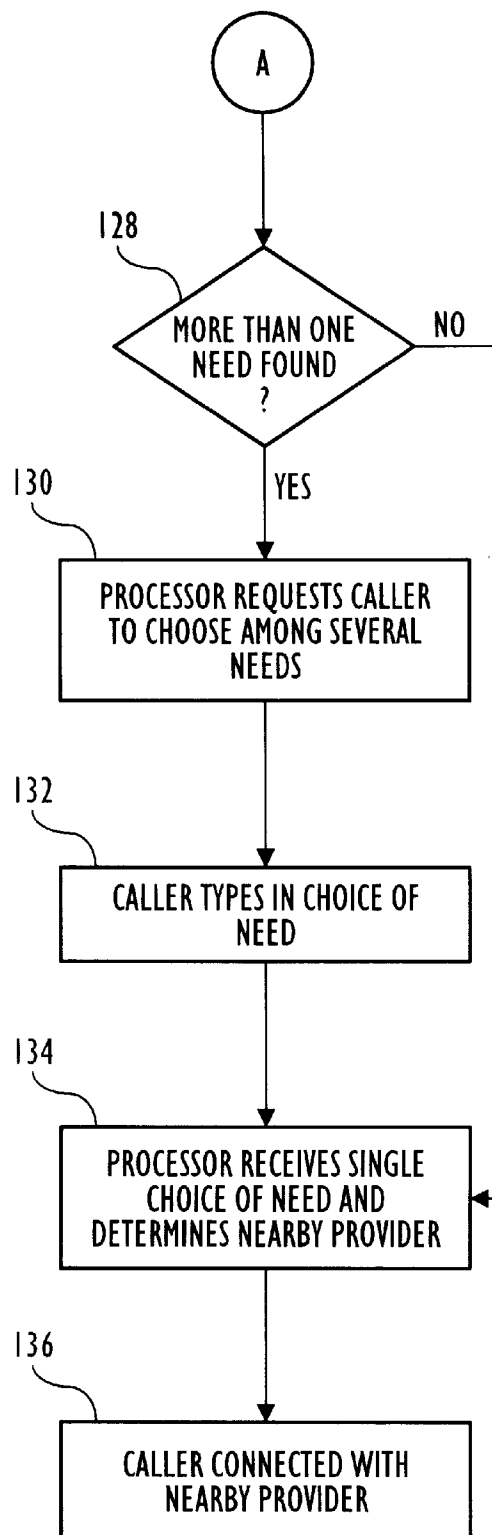 A
128
MORE THAN ONE
NEED FOUND
?
NO
YES
130
PROCESSOR REQUESTS CALLER
TO CHOOSE AMONG SEVERAL
NEEDS
132
CALLER TYPES IN CHOICE OF
NEED
134
PROCESSOR RECEIVES SINGLE
CHOICE OF NEED AND
DETERMINES NEARBY PROVIDER
136
CALLER CONNECTED WITH
NEARBY PROVIDER